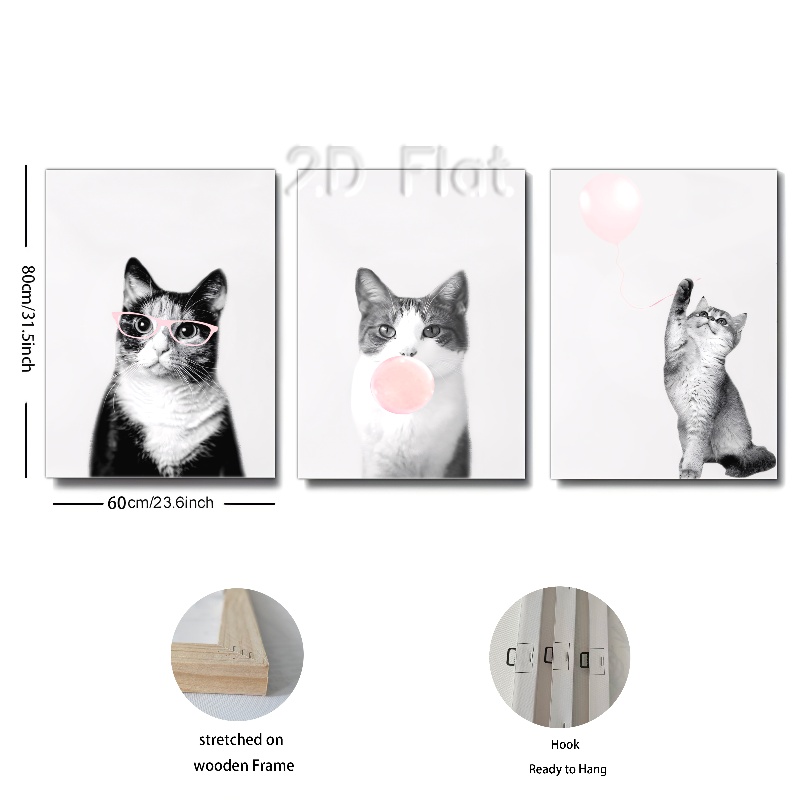 2D Flat
80cm/31.5inch
60cm/23.6inch
stretched on
wooden Frame
Hook
Ready to Hang